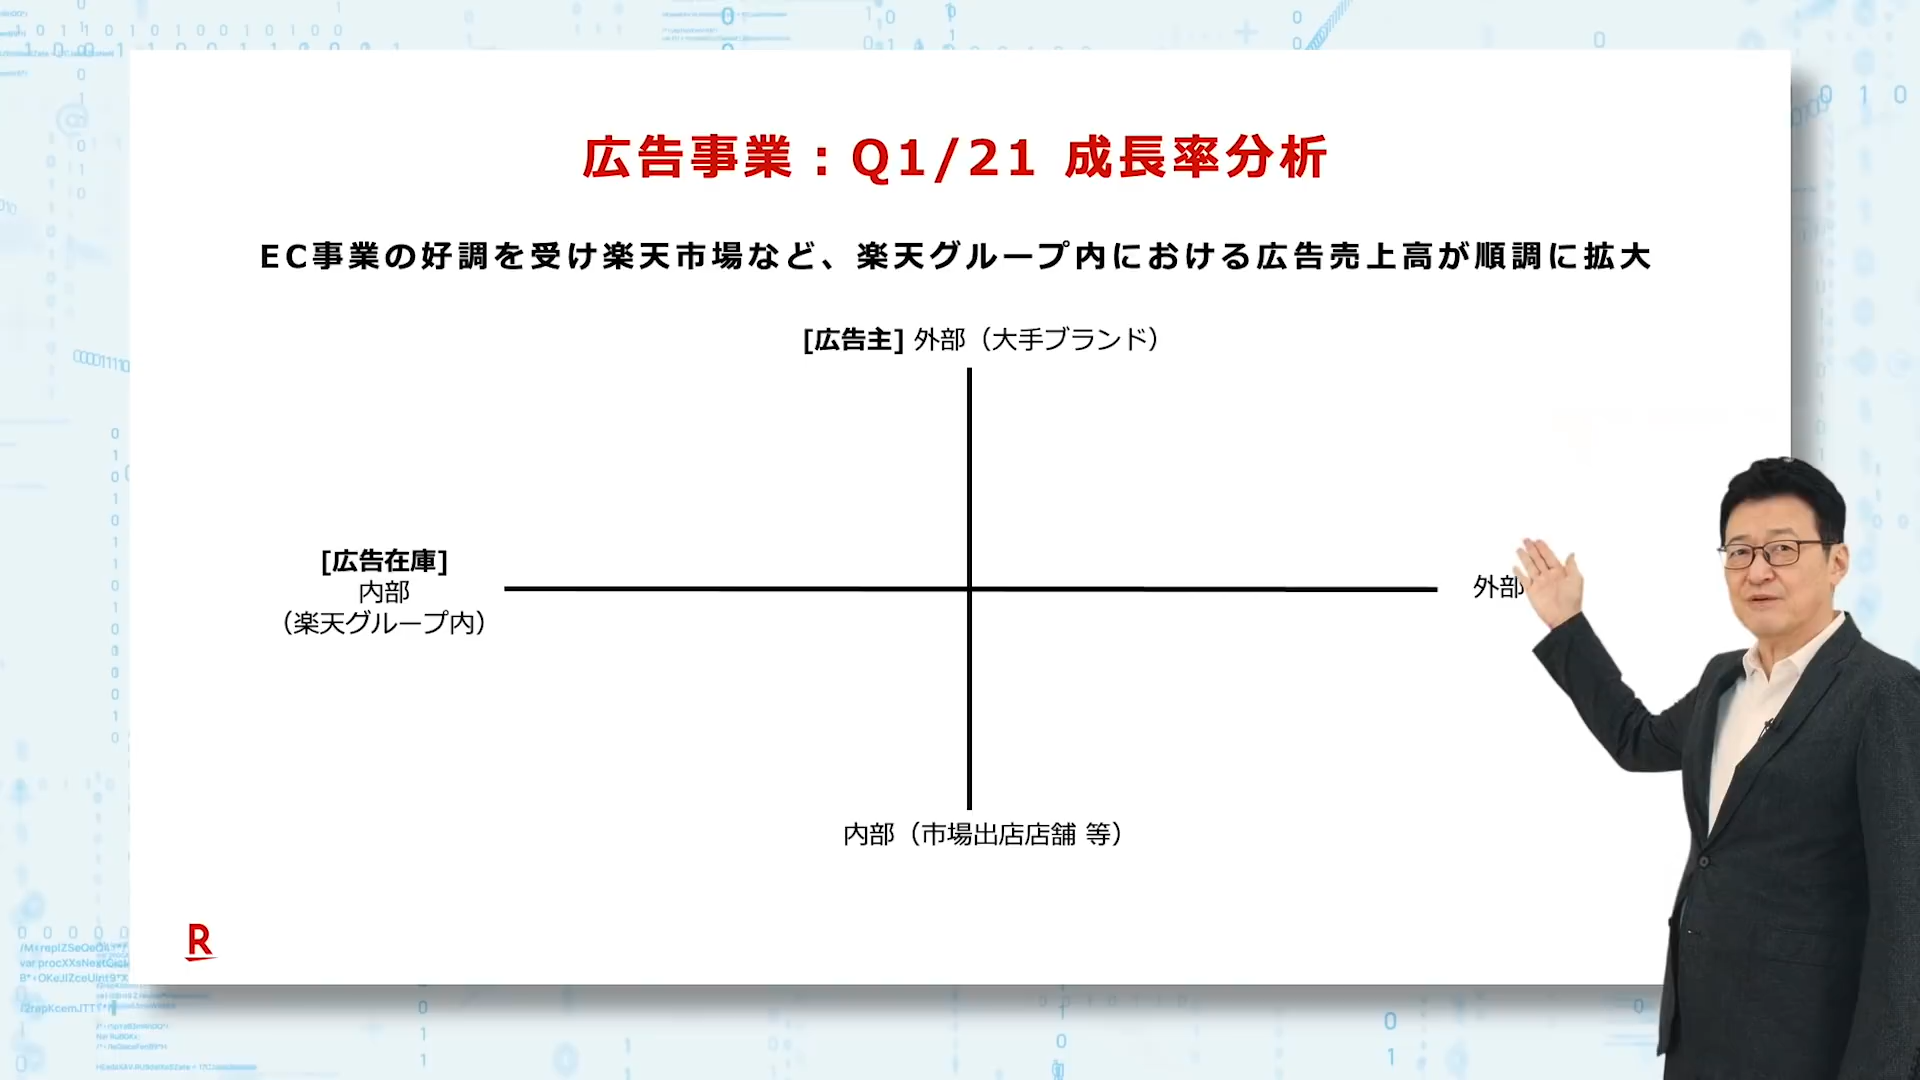 広告事業：Q1/21 成長率分析
EC事業の好調を受け楽天市場など、楽天グループ内における広告売上高が順調に拡大
[広告主] 外部（大手ブランド）
[広告在庫]
内部
（楽天グループ内）
外部
内部（市場出店店舗 等）
R